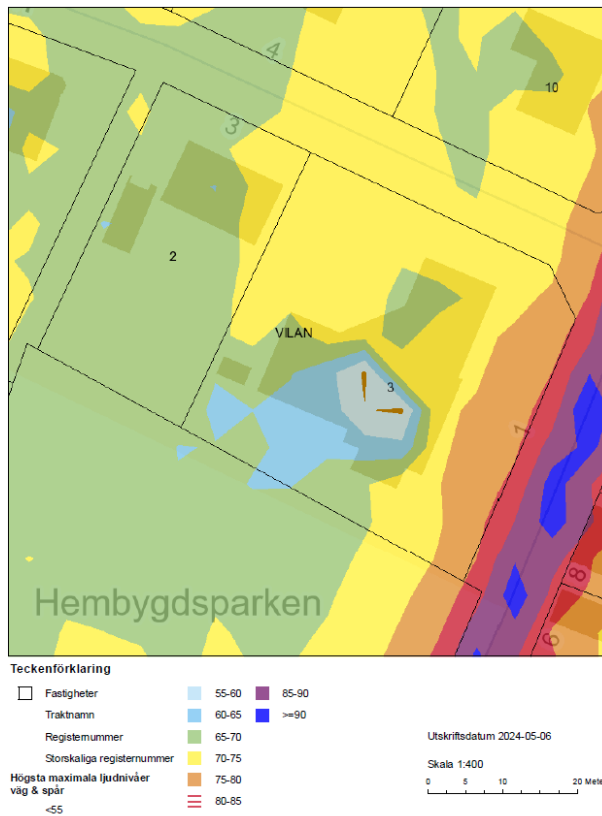 4
10
3
2
VILAN
3
1
8
6
Hembygdsparken
Teckenförklaring
Fastigheter
Traktnamn
Registernummer
Storskaliga registernummer
Högsta maximala ljudnivåer
väg & spår
<55
55-60
60-65
65-70
70-75
75-80
80-85
85-90
>=90
Utskriftsdatum 2024-05-06
Skala 1:400
0 5 10 20 Mete